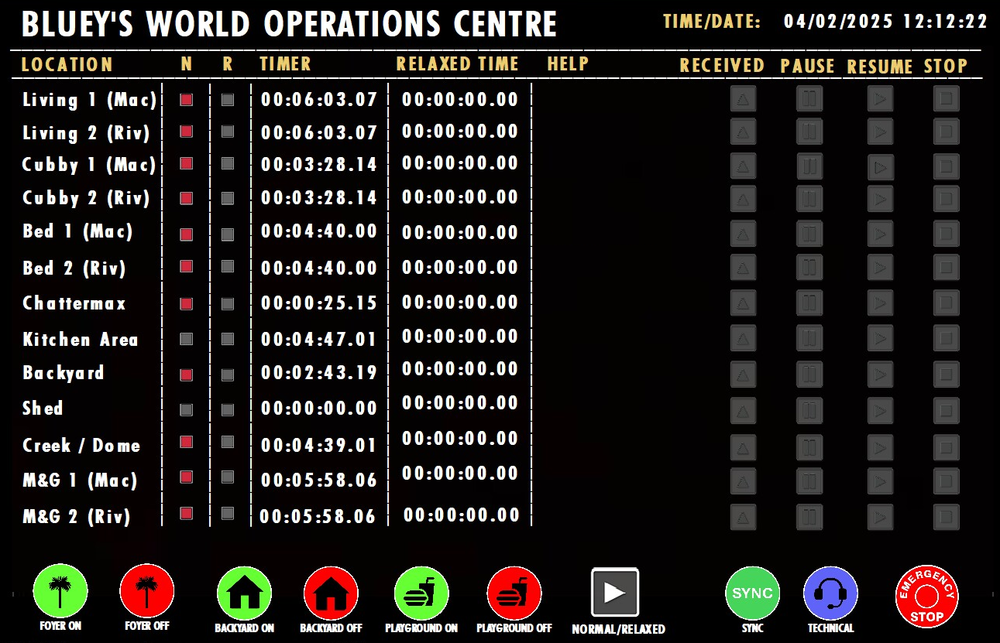 BLUEY'S WORLD OPERATIONS CENTRE TIME/DATE: 04/02/2025 12:12:22
LOCATION N R TIMER RELAXED TIME HELP RECEIVED PAUSE RESUME STOP
Living 1 (Mac) 00:06:03.07 00:00:00.00
Living 2 (Riv) 00:06:03.07 00:00:00.00
Cubby 1 (Mac) 00:03:28.14 00:00:00.00
Cubby 2 (Riv) 00:03:28.14 00:00:00.00
Bed 1 (Mac) 00:04:40.00 00:00:00.00
Bed 2 (Riv) 00:04:40.00 00:00:00.00
Chattermax 00:00:25.15 00:00:00.00
Kitchen Area 00:04:47.01 00:00:00.00
Backyard 00:02:43.19 00:00:00.00
Shed 00:00:00.00 00:00:00.00
Creek / Dome 00:04:39.01 00:00:00.00
M&G 1 (Mac) 00:05:58.06 00:00:00.00
M&G 2 (Riv) 00:05:58.06 00:00:00.00
SYNC EMERGENCY STOP
FOYER ON FOYER OFF BACKYARD ON BACKYARD OFF PLAYGROUND ON PLAYGROUND OFF NORMAL/RELAXED SYNC TECHNICAL